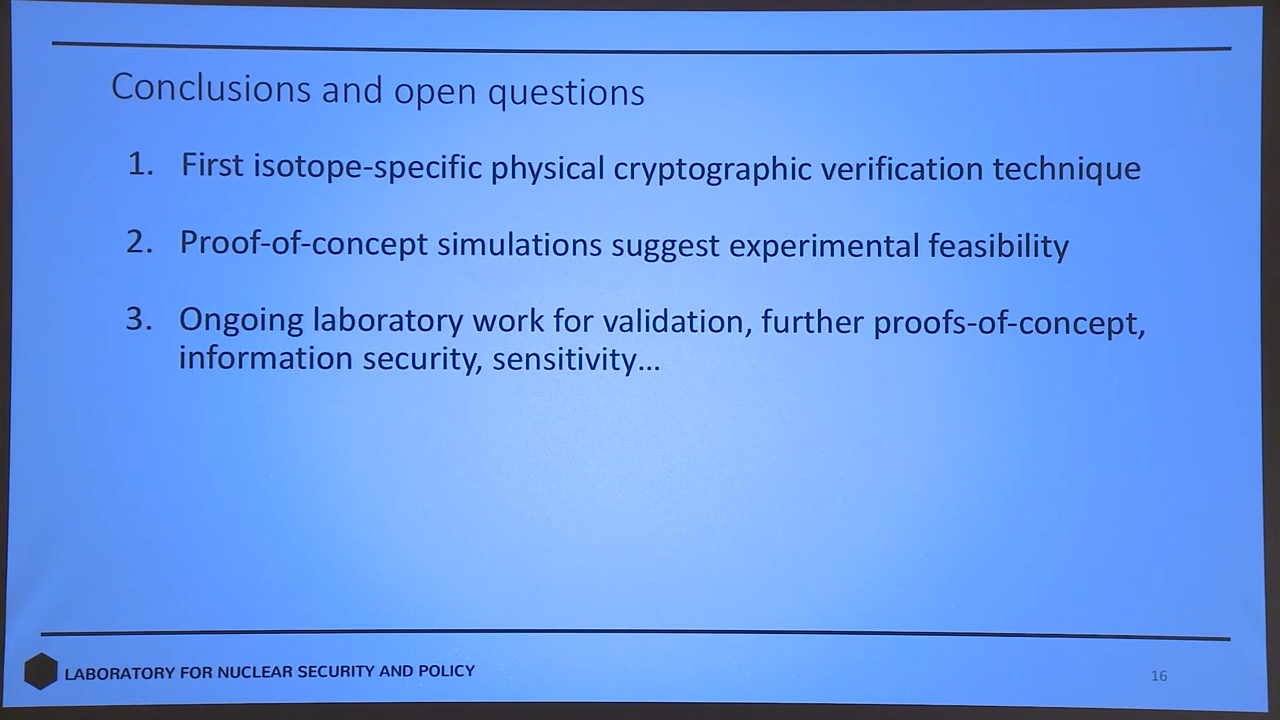 Conclusions and open questions
1. First isotope-specific physical cryptographic verification technique
2. Proof-of-concept simulations suggest experimental feasibility
3. Ongoing laboratory work for validation, further proofs-of-concept,
information security, sensitivity...
LABORATORY FOR NUCLEAR SECURITY AND POLICY
16